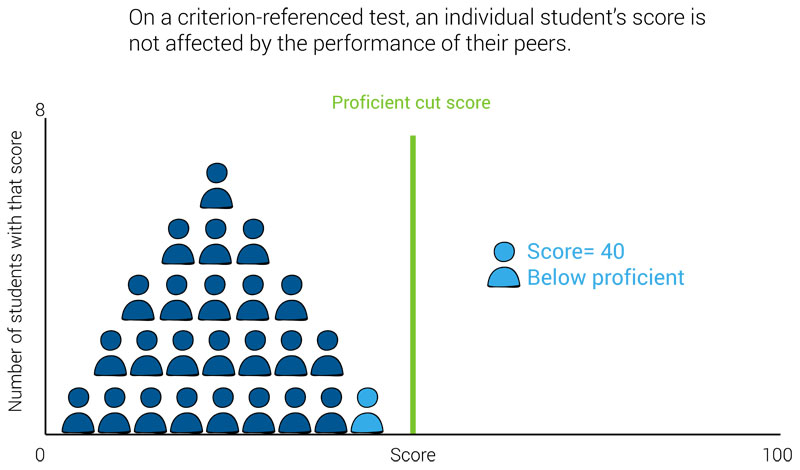 On a criterion-referenced test, an individual student’s score is
not affected by the performance of their peers.
8
Proficient cut score
Number of students with that score
Score= 40
Below proficient
0
Score
100